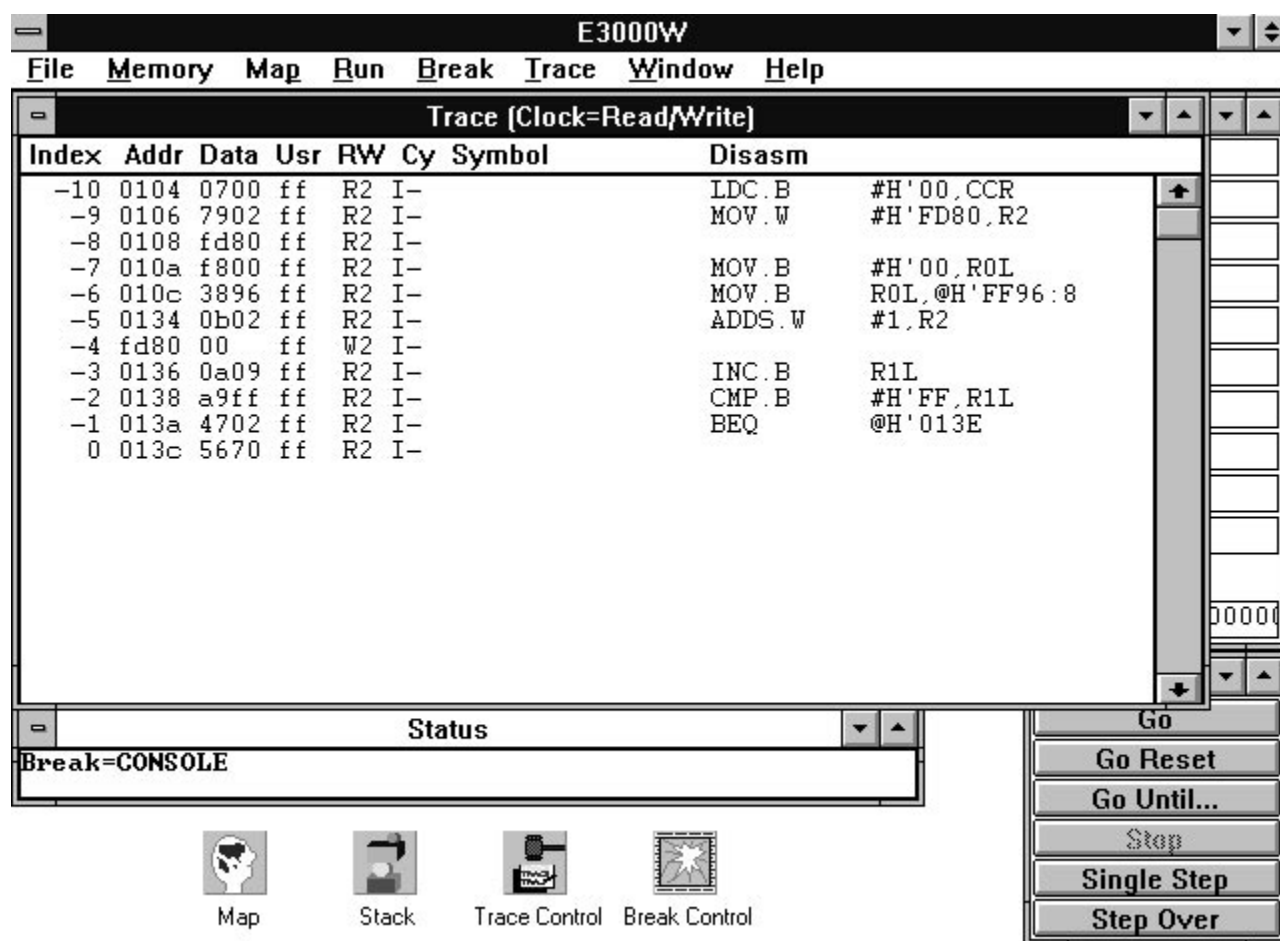 E3000W
File Memory Map Run Break Trace Window Help
Trace (Clock=Read/Write)
Index Addr Data Usr RW Cy Symbol Disasm
-10 0104 0700 ff R2 I- LDC.B #H'00,CCR
-9 0106 7902 ff R2 I- MOV.W #H'FD80,R2
-8 0108 fd80 ff R2 I-
-7 010a f800 ff R2 I- MOV.B #H'00,R0L
-6 010c 3896 ff R2 I- MOV.B R0L,@H'FF96:8
-5 0134 0b02 ff R2 I- ADDS.W #1,R2
-4 fd80 00 ff W2 I-
-3 0136 0a09 ff R2 I- INC.B R1L
-2 0138 a9ff ff R2 I- CMP.B #H'FF,R1L
-1 013a 4702 ff R2 I- BEQ @H'013E
0 013c 5670 ff R2 I-
Status
Break=CONSOLE
Go
Go Reset
Go Until...
Stop
Single Step
Step Over
Map Stack Trace Control Break Control